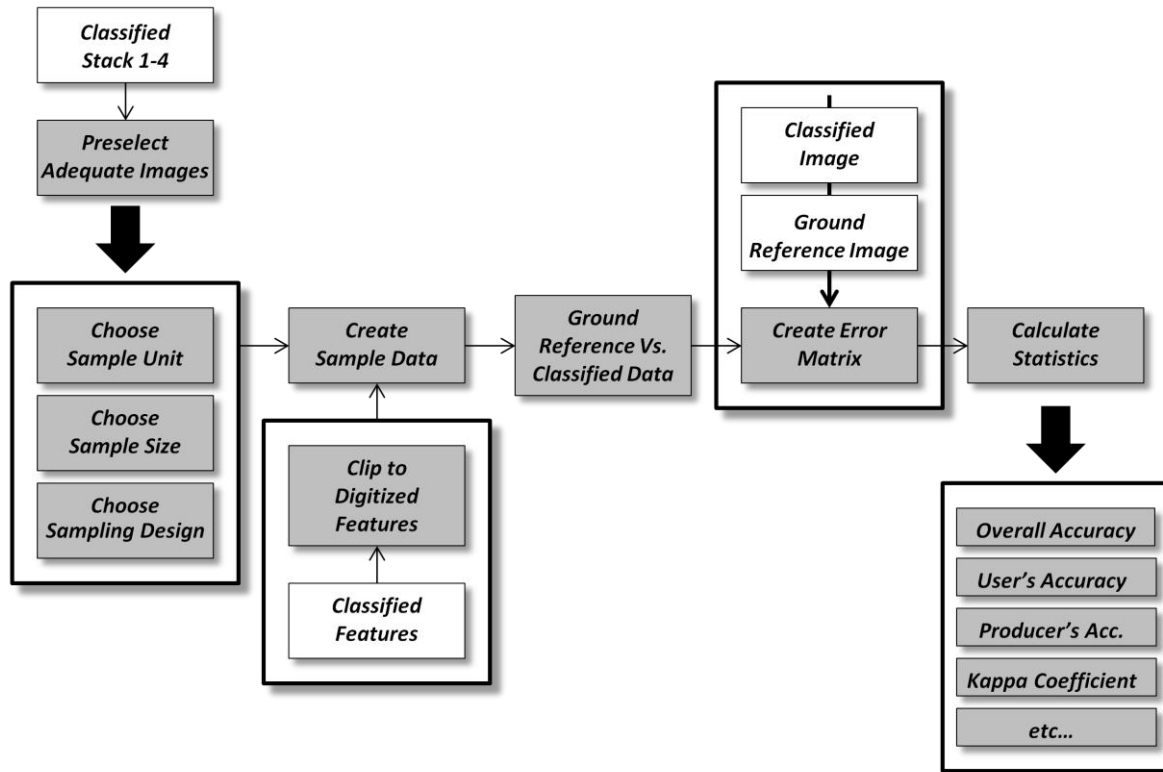 Classified
Stack 1-4
Preselect
Adequate Images
Choose
Sample Unit
Choose
Sample Size
Choose
Sampling Design
Create
Sample Data
Clip to
Digitized
Features
Classified
Features
Ground
Reference Vs.
Classified Data
Classified
Image
Ground
Reference Image
Create Error
Matrix
Calculate
Statistics
Overall Accuracy
User's Accuracy
Producer's Acc.
Kappa Coefficient
etc...